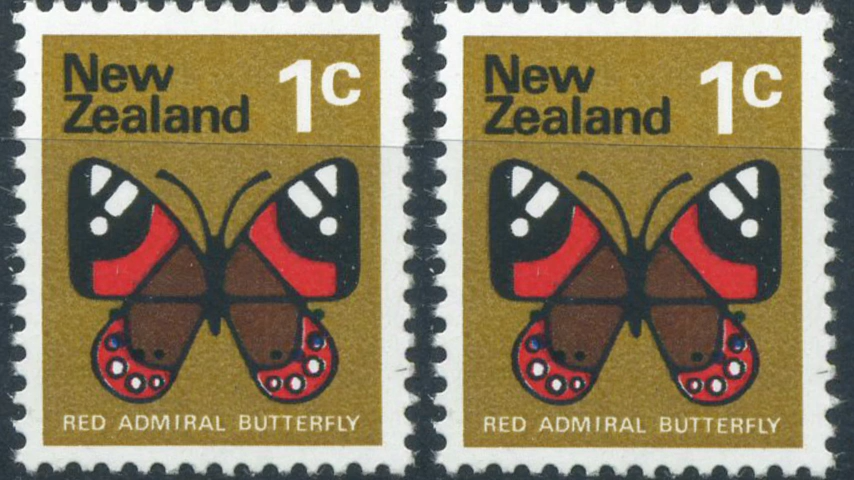 New
Zealand
1c
RED ADMIRAL BUTTERFLY
New
Zealand
1c
RED ADMIRAL BUTTERFLY